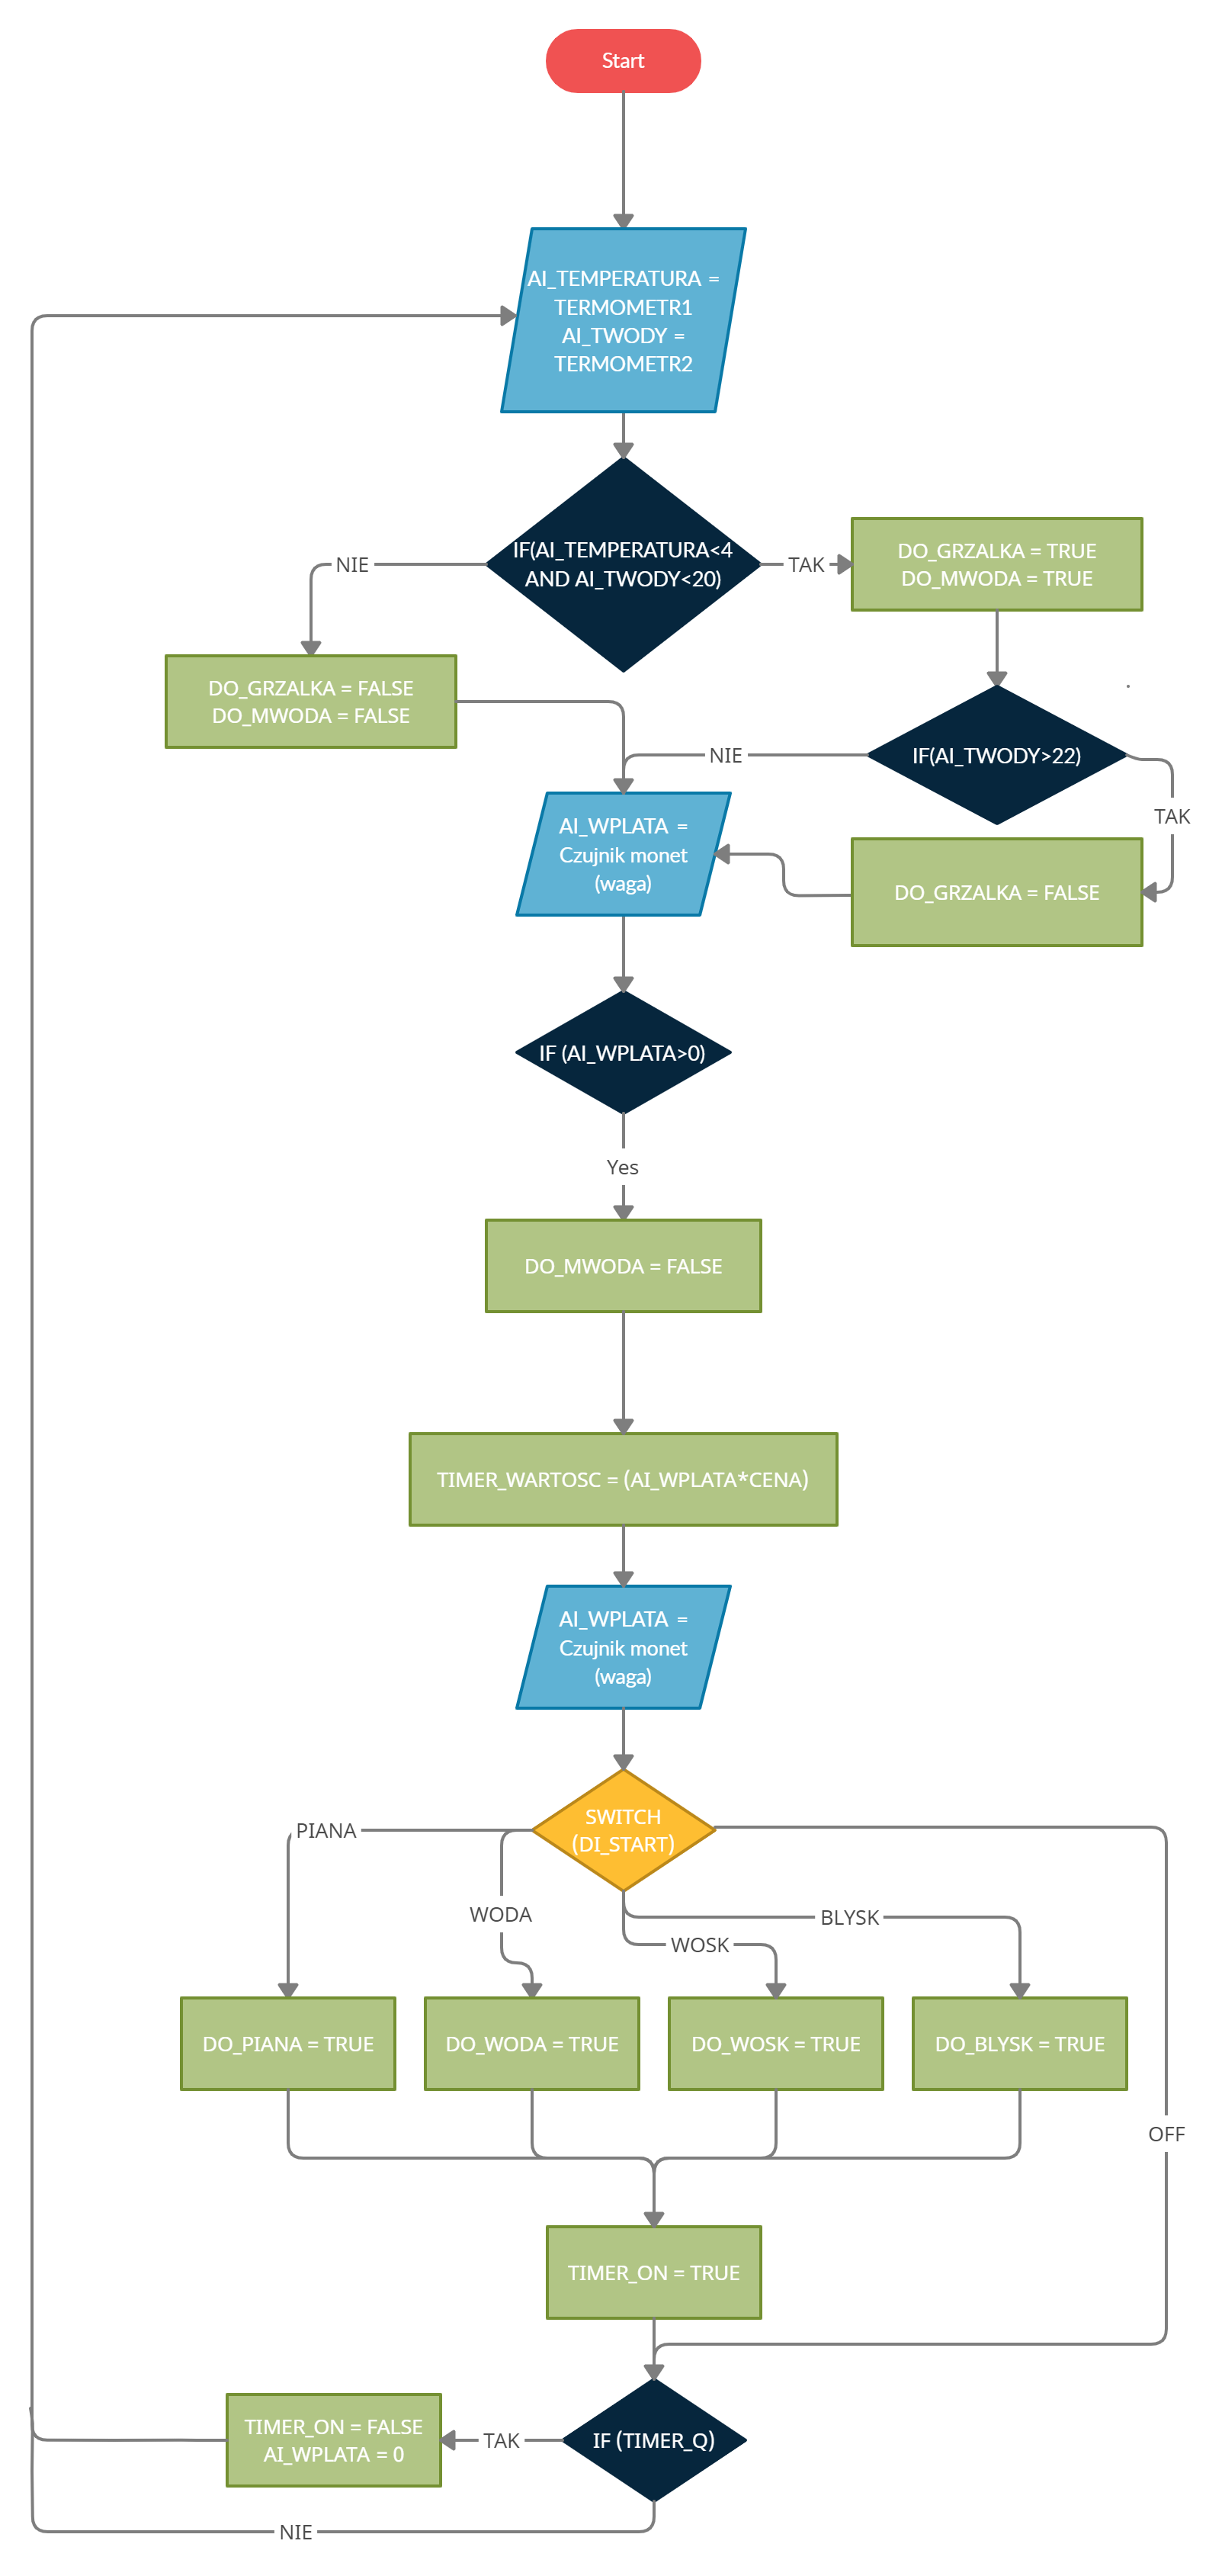 Start
AI_TEMPERATURA =
TERMOMETR1
AI_TWODY =
TERMOMETR2
IF(AI_TEMPERATURA<4
AND AI_TWODY<20)
NIE
TAK
DO_GRZALKA = TRUE
DO_MWODA = TRUE
DO_GRZALKA = FALSE
DO_MWODA = FALSE
IF(AI_TWODY>22)
NIE
TAK
AI_WPLATA =
Czujnik monet
(waga)
DO_GRZALKA = FALSE
IF (AI_WPLATA>0)
Yes
DO_MWODA = FALSE
TIMER_WARTOSC = (AI_WPLATA*CENA)
AI_WPLATA =
Czujnik monet
(waga)
SWITCH
(DI_START)
PIANA
WODA
WOSK
BLYSK
DO_PIANA = TRUE
DO_WODA = TRUE
DO_WOSK = TRUE
DO_BLYSK = TRUE
OFF
TIMER_ON = TRUE
IF (TIMER_Q)
TAK
TIMER_ON = FALSE
AI_WPLATA = 0
NIE